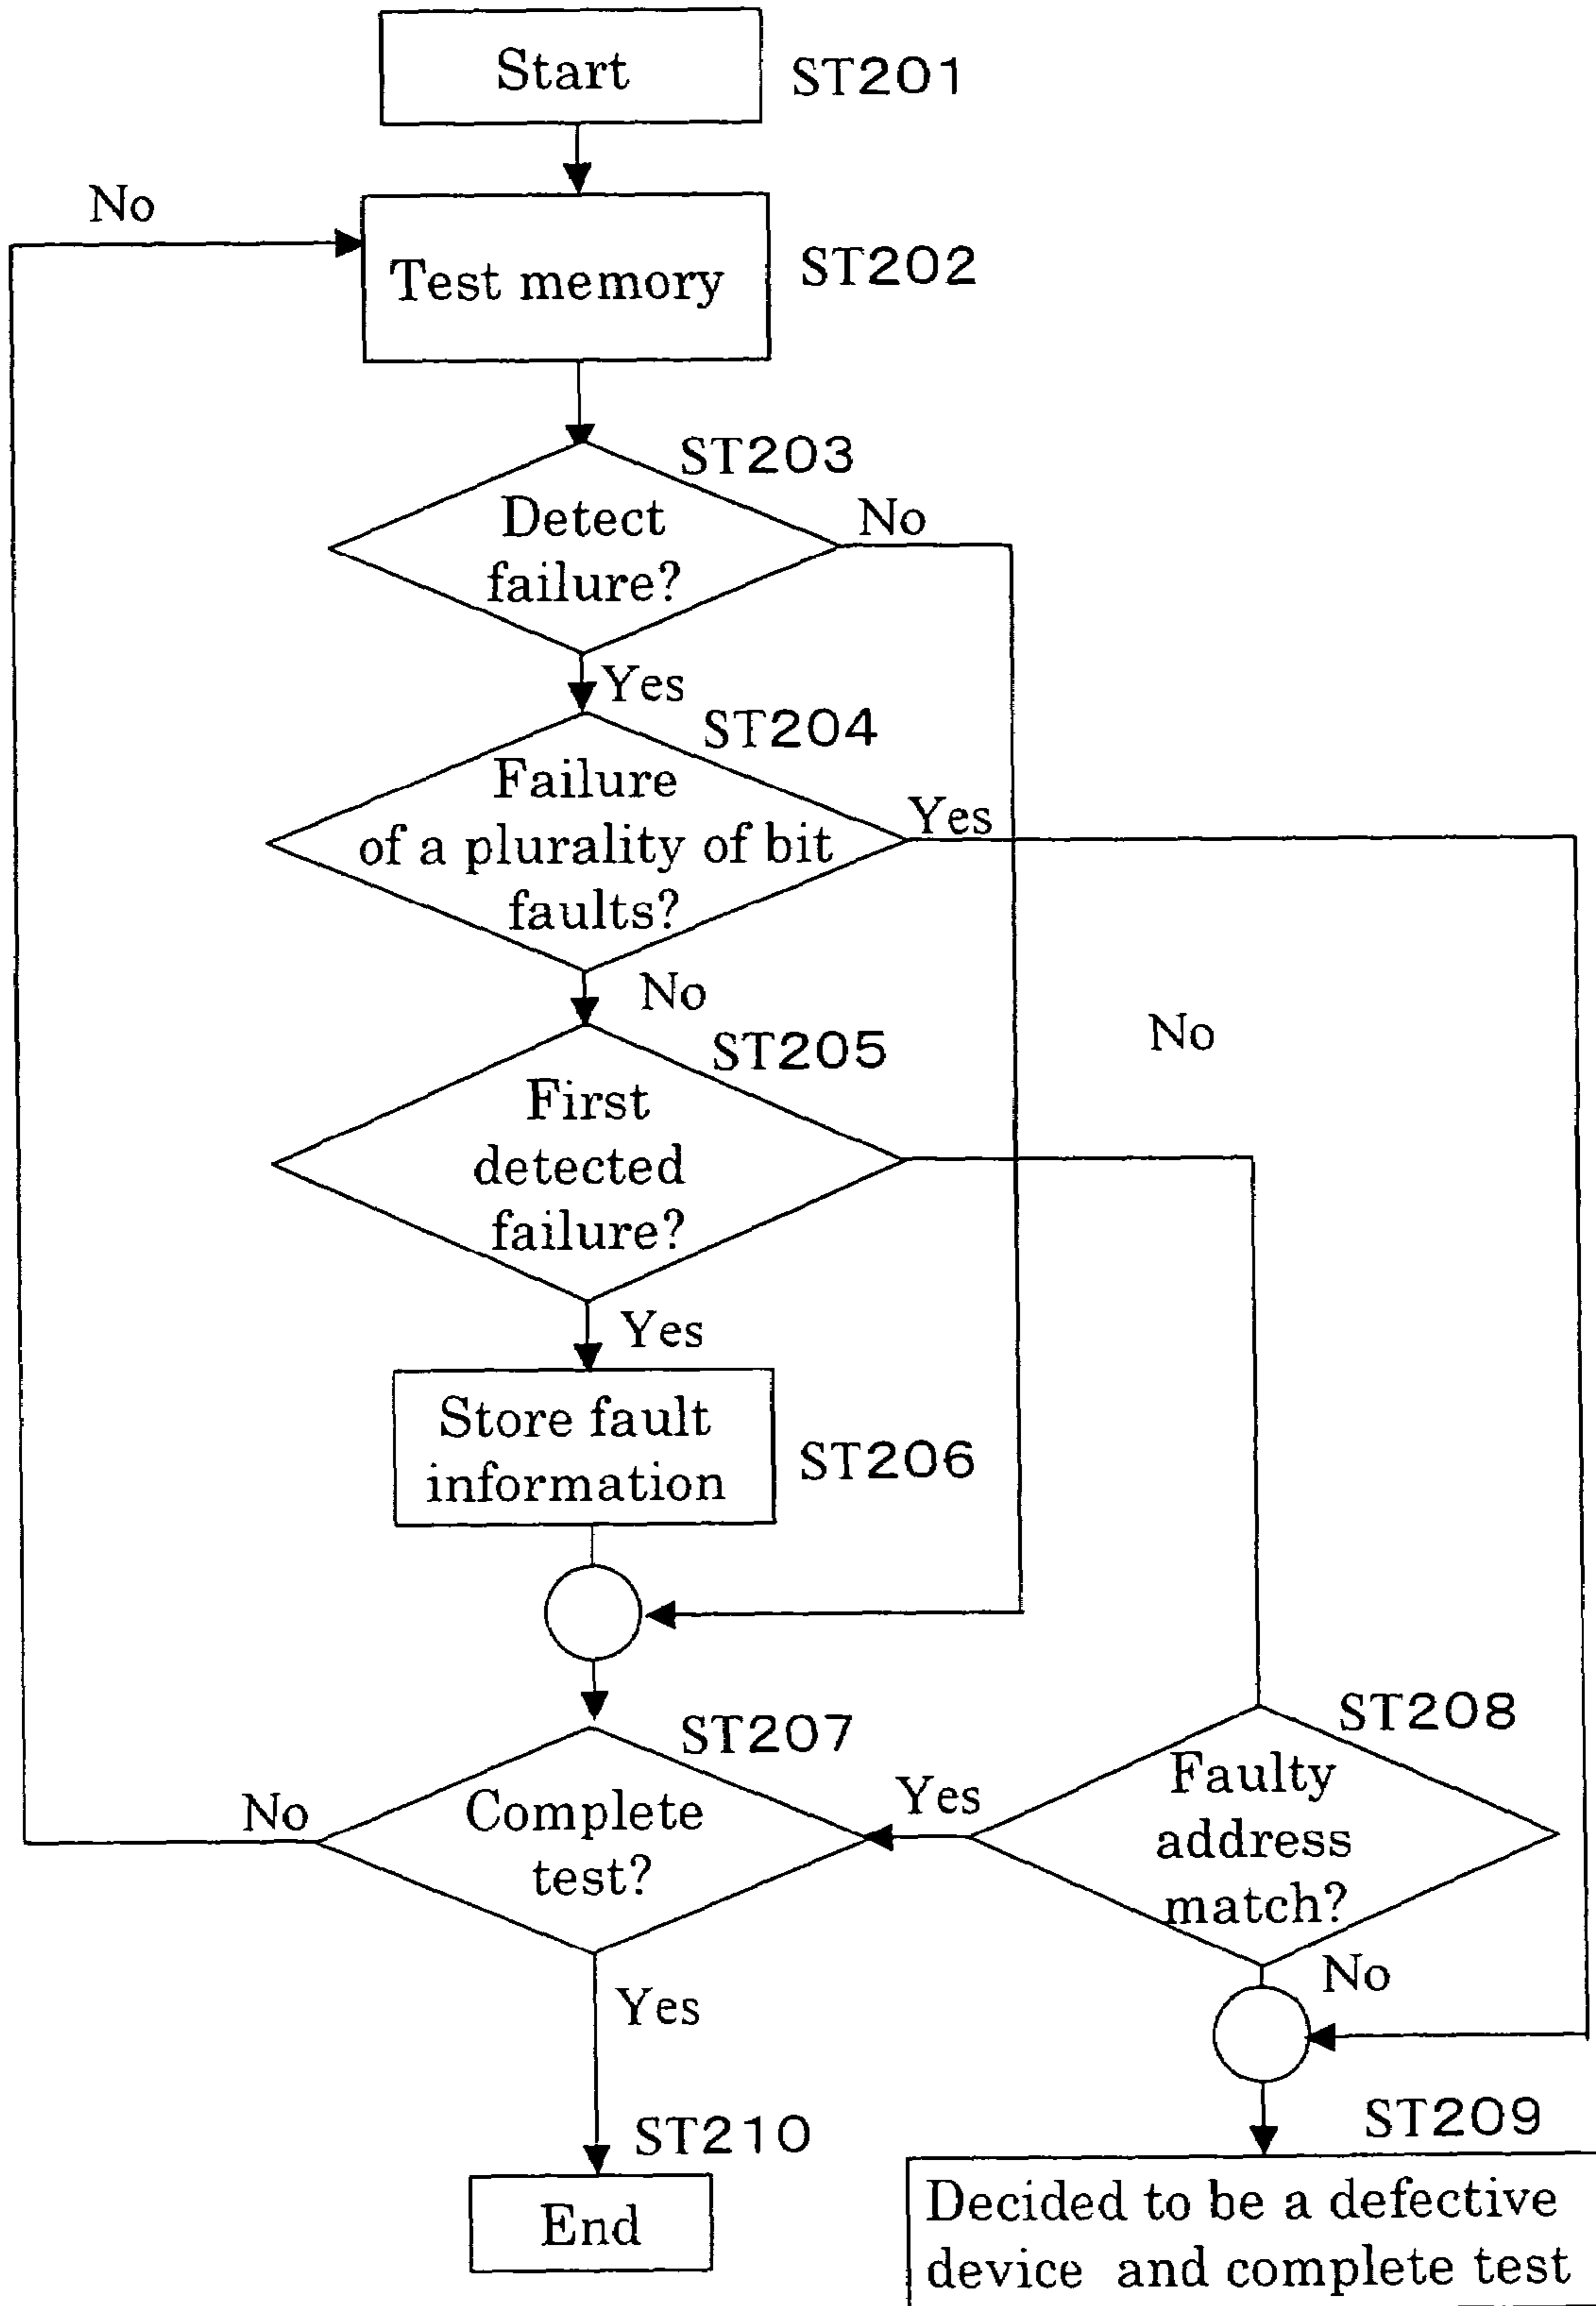 Start
ST201
No
Test memory
ST202
ST203
Detect
failure?
No
Yes
ST204
Failure
of a plurality of bit
faults?
Yes
No
ST205
No
First
detected
failure?
Yes
Store fault
information
ST206
ST207
ST208
No
Complete
test?
Yes
Faulty
address
match?
No
Yes
ST210
ST209
End
Decided to be a defective
device and complete test